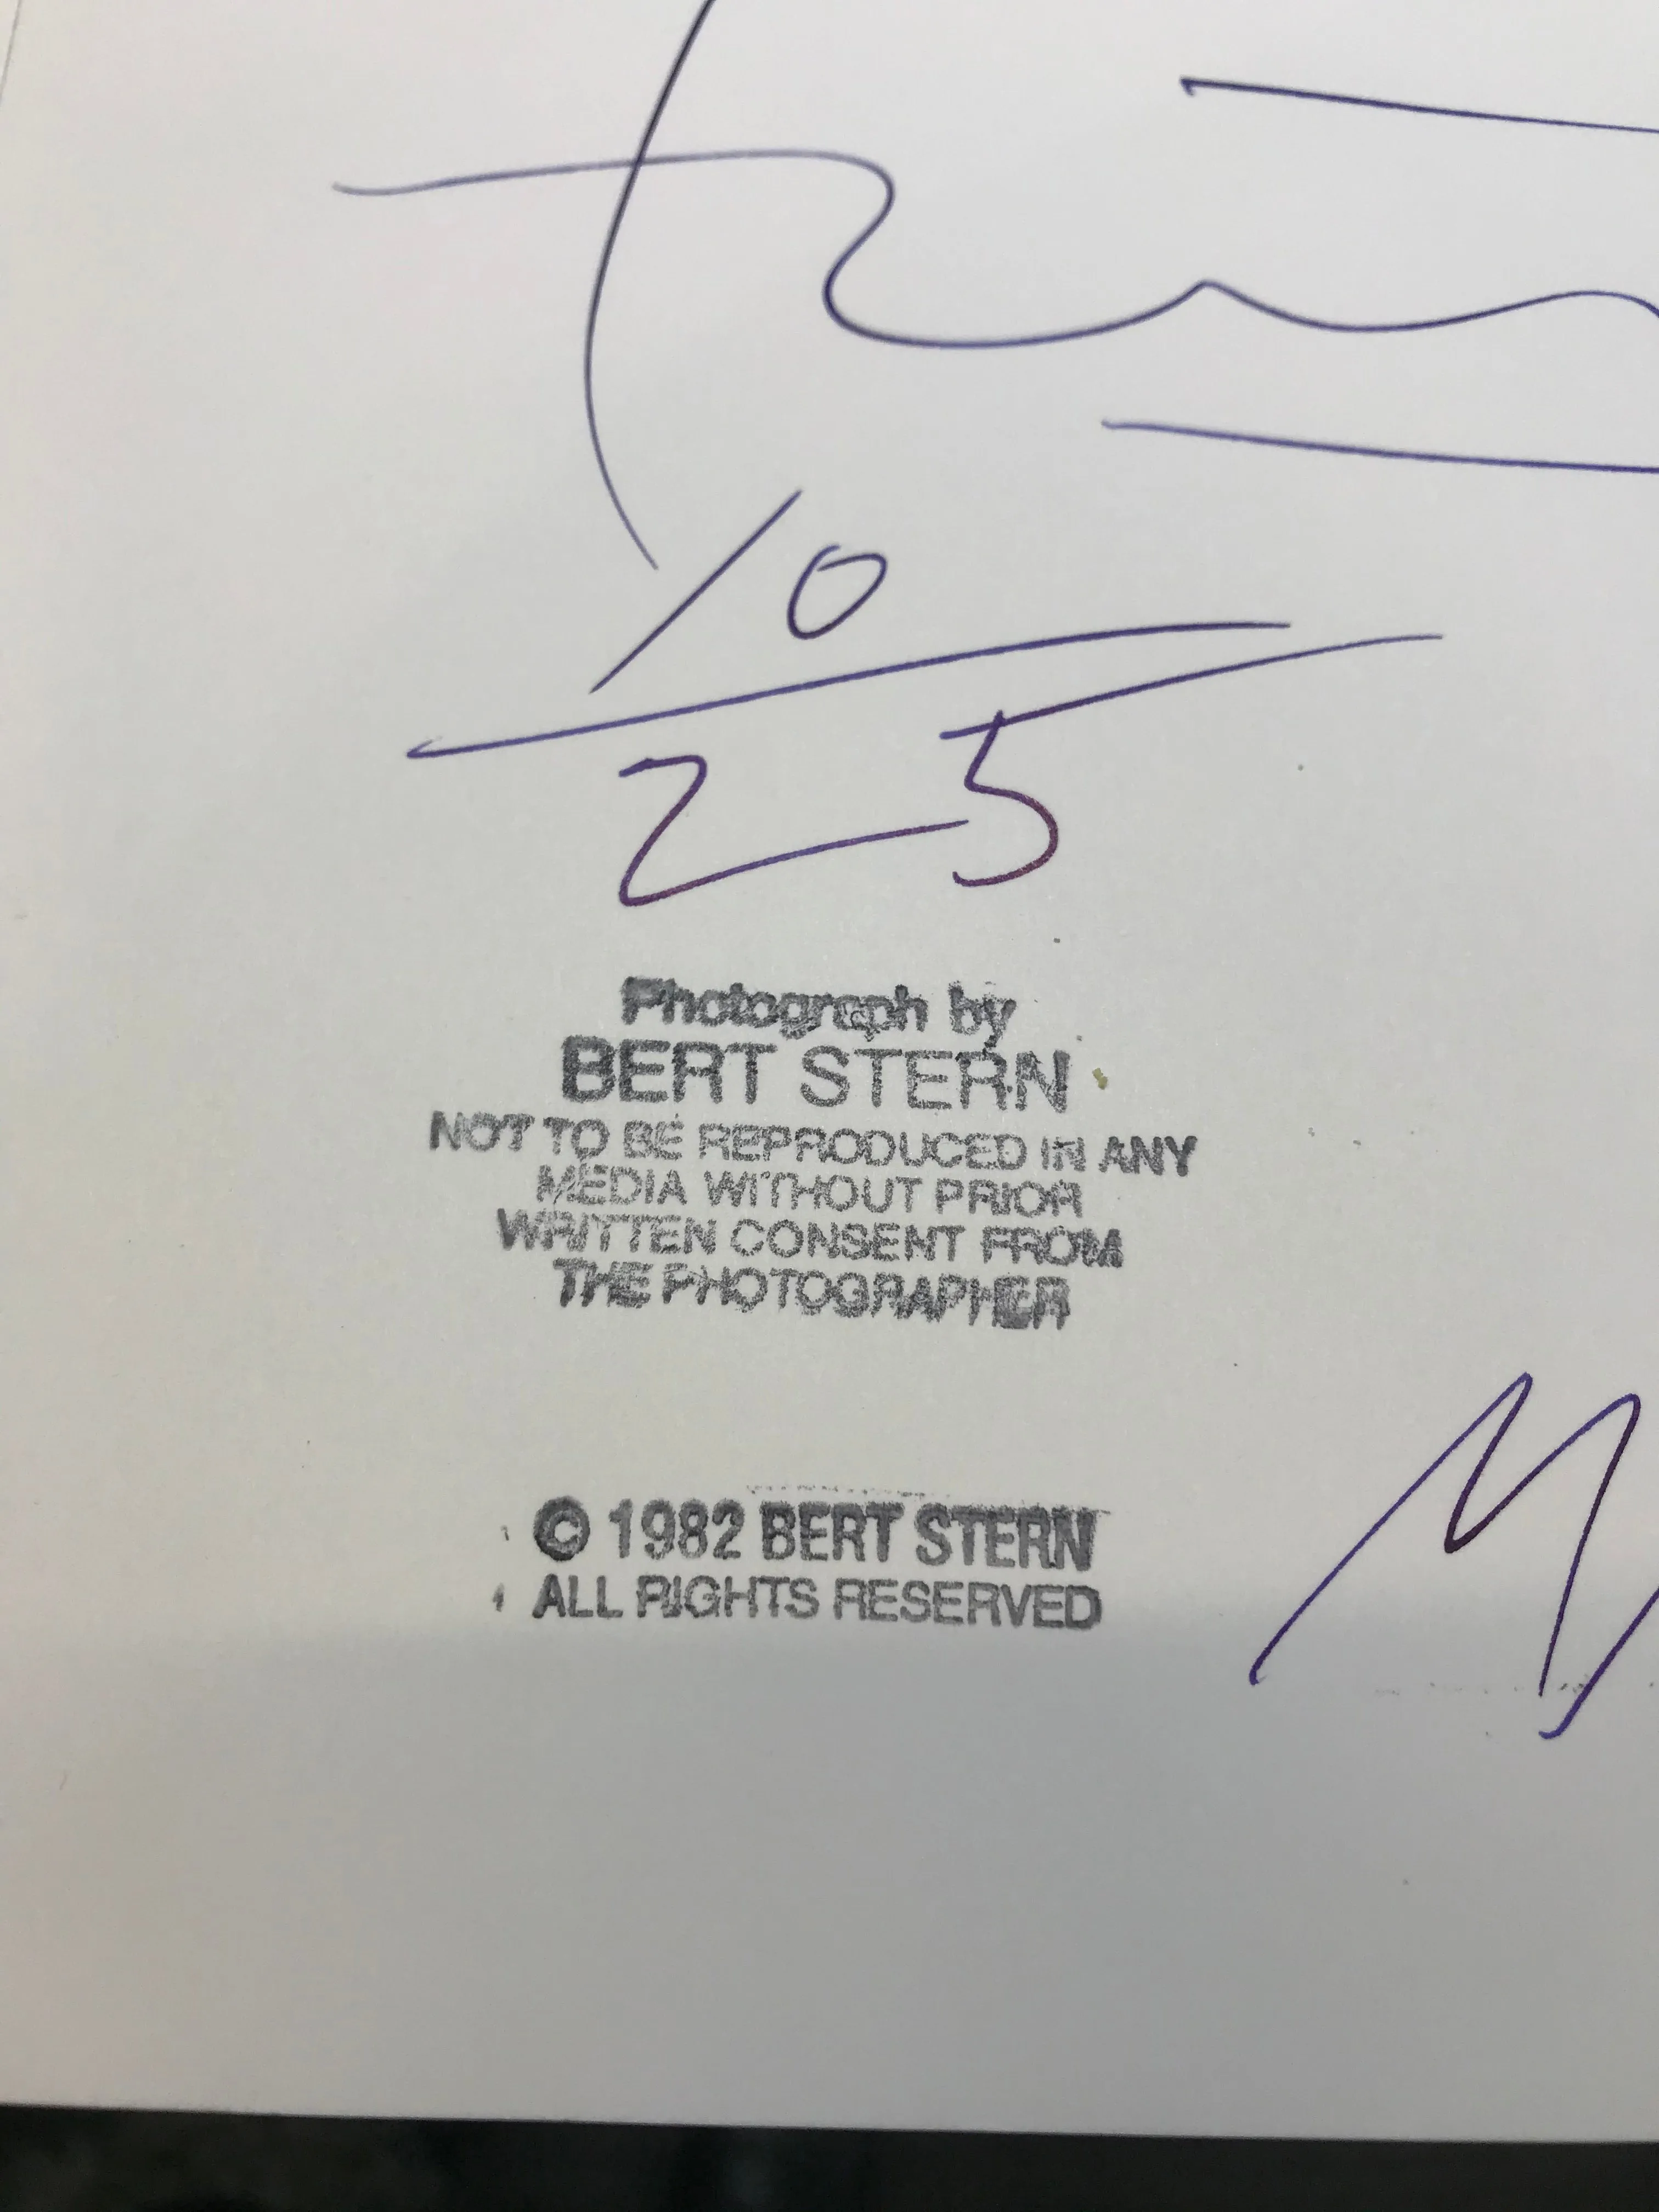 10
25
Photograph by
BERT STERN
NOT TO BE REPRODUCED IN ANY
MEDIA WITHOUT PRIOR
WRITTEN CONSENT FROM
THE PHOTOGRAPHER
© 1982 BERT STERN
ALL RIGHTS RESERVED